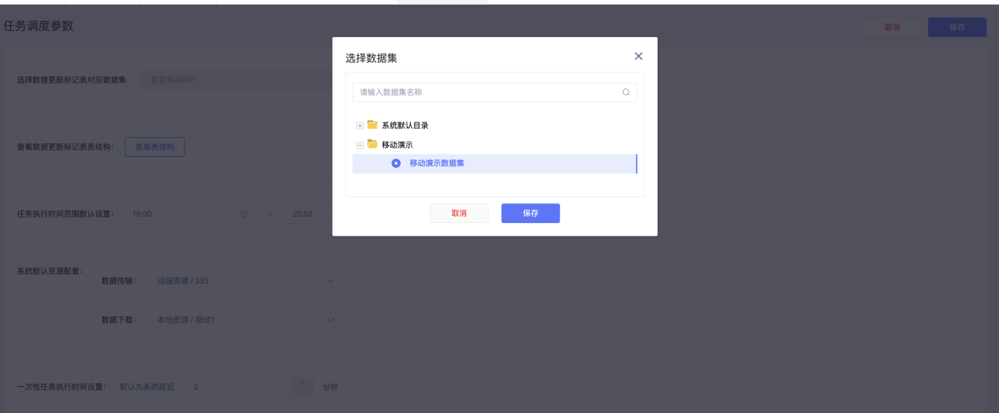 任务调度参数
取消
保存
选择数据集
选择数据更新标记表对应数据集：
数据集40801
请输入数据集名称
系统默认目录
移动演示
移动演示数据集
查看数据更新标记表表结构：
查看表结构
取消
保存
任务执行时间范围默认设置：
16:00
~
20:52
系统默认资源配置：
数据传输：
远端资源 / 333
数据下载：
本地资源 / 测试1
一次性任务执行时间设置：
默认为系统延迟
2
分钟